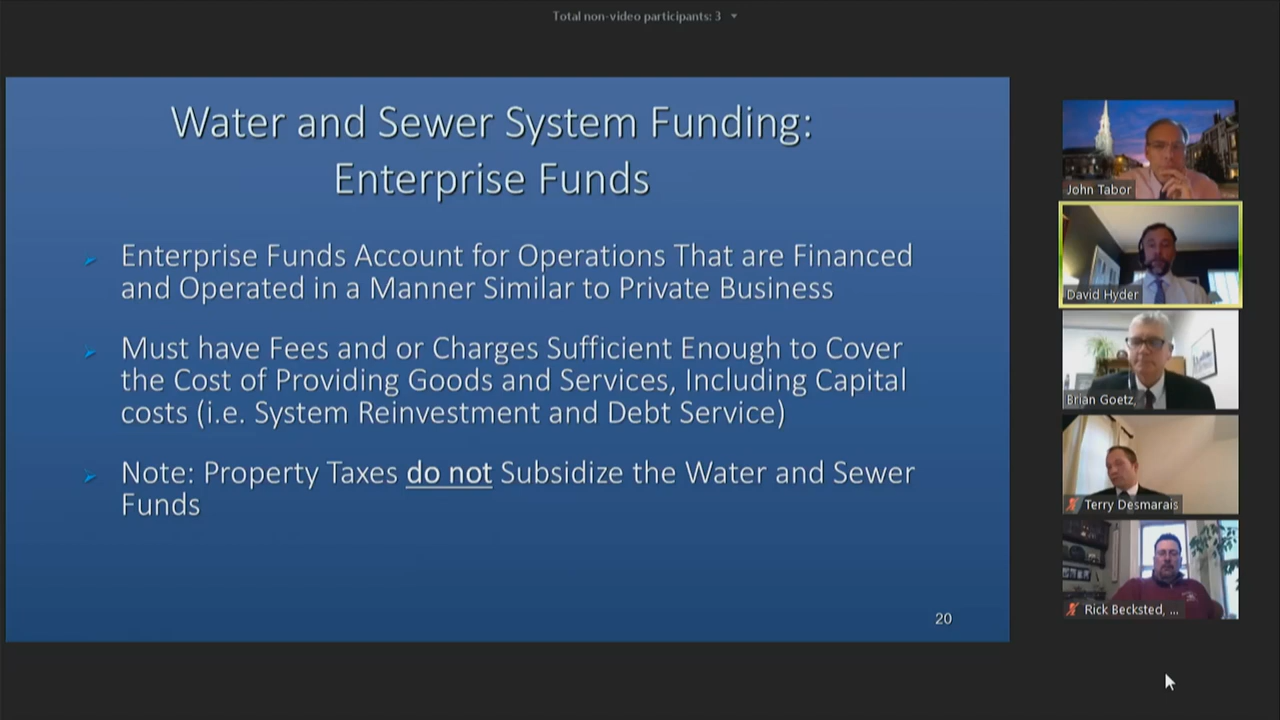 Total non-video participants: 3
Water and Sewer System Funding:
Enterprise Funds
Enterprise Funds Account for Operations That are Financed
and Operated in a Manner Similar to Private Business
Must have Fees and or Charges Sufficient Enough to Cover
the Cost of Providing Goods and Services, Including Capital
costs (i.e. System Reinvestment and Debt Service)
Note: Property Taxes do not Subsidize the Water and Sewer
Funds
20
John Tabor
David Hyder
Brian Goetz,
Terry Desmarais
Rick Becksted, ...